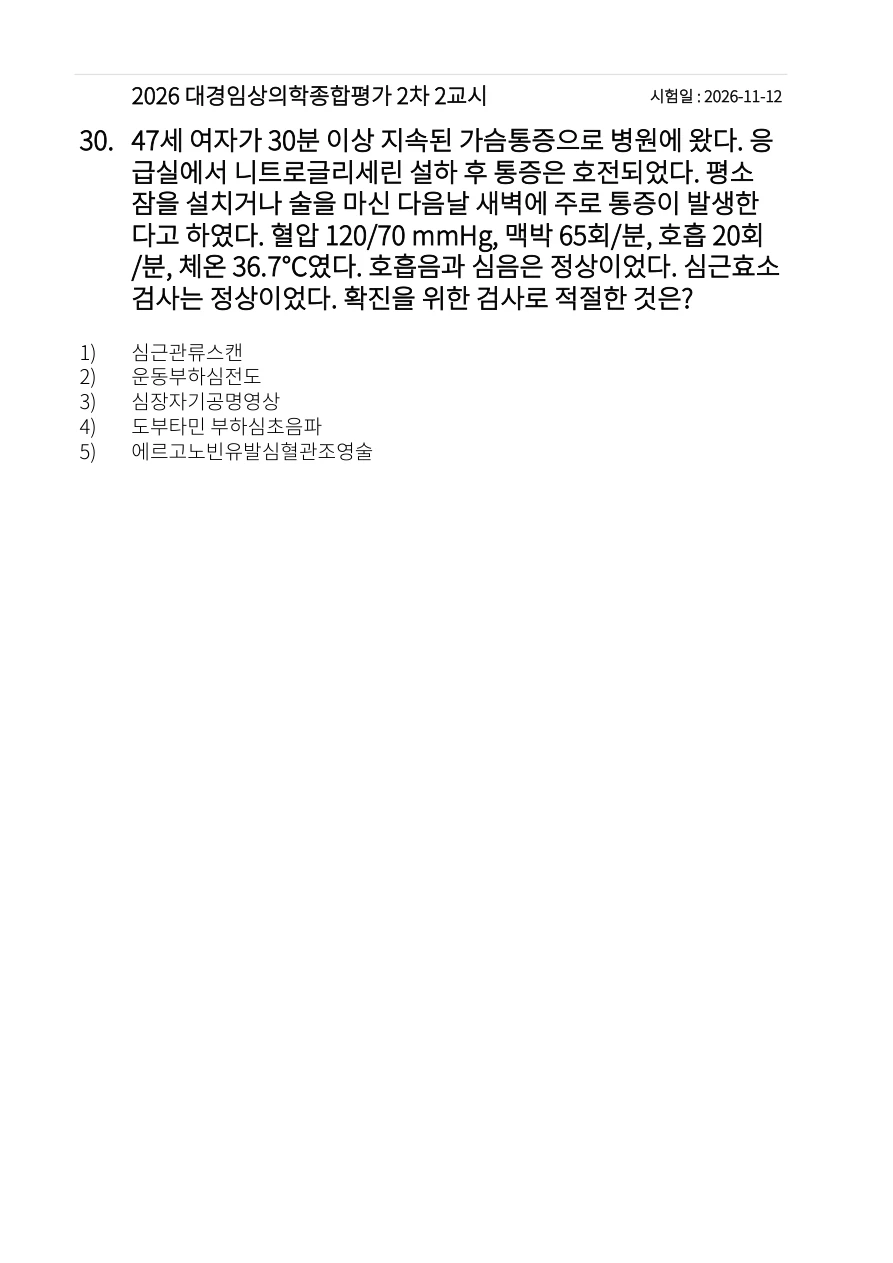 2026 대경임상의학종합평가 2차 2교시 시험일 : 2026-11-12
30. 47세 여자가 30분 이상 지속된 가슴통증으로 병원에 왔다. 응
급실에서 니트로글리세린 설하 후 통증은 호전되었다. 평소
잠을 설치거나 술을 마신 다음날 새벽에 주로 통증이 발생한
다고 하였다. 혈압 120/70 mmHg, 맥박 65회/분, 호흡 20회
/분, 체온 36.7℃였다. 호흡음과 심음은 정상이었다. 심근효소
검사는 정상이었다. 확진을 위한 검사로 적절한 것은?
1) 심근관류스캔
2) 운동부하심전도
3) 심장자기공명영상
4) 도부타민 부하심초음파
5) 에르고노빈유발심혈관조영술